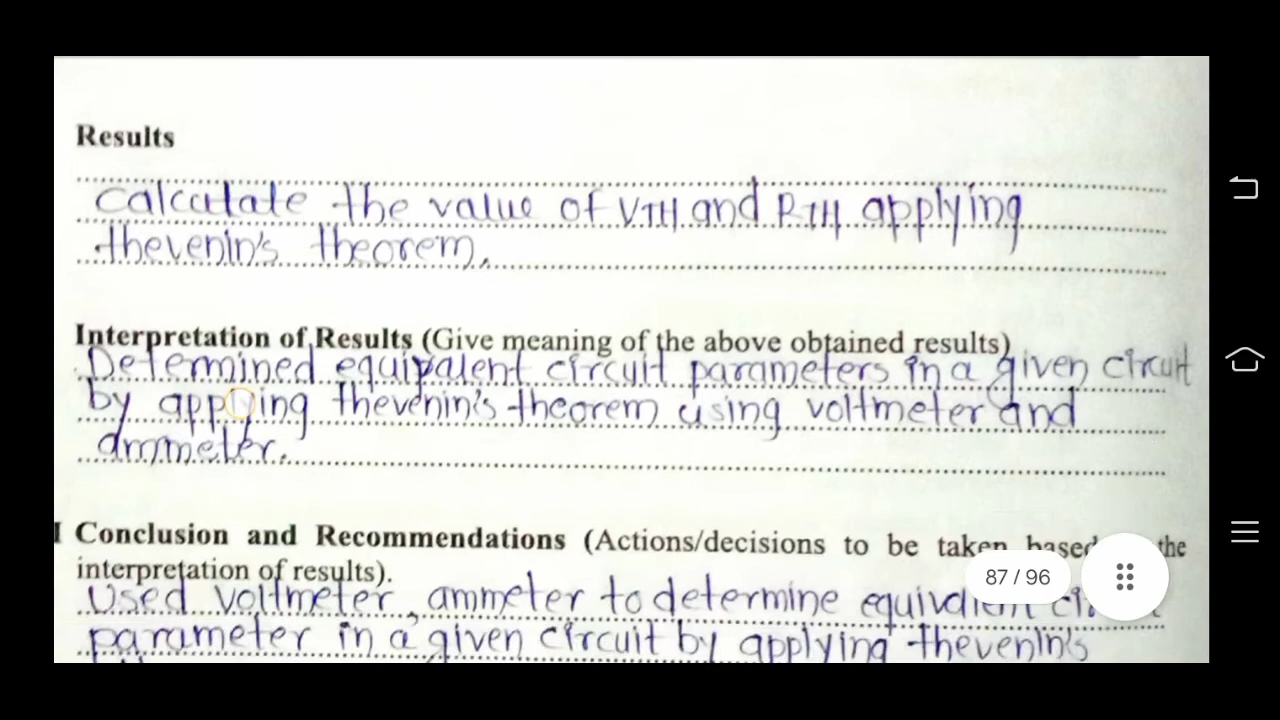 Results
Calculate the value of VTH and RTH applying
thevenin's theorem.
Interpretation of Results (Give meaning of the above obtained results)
Determined equivalent circuit parameters in a given circuit
by applying thevenin's theorem using voltmeter and
ammeter.
I Conclusion and Recommendations (Actions/decisions to be taken based the
interpretation of results).
Used voltmeter, ammeter to determine equivalent
parameter in a given circuit by applying thevenin's
87 / 96